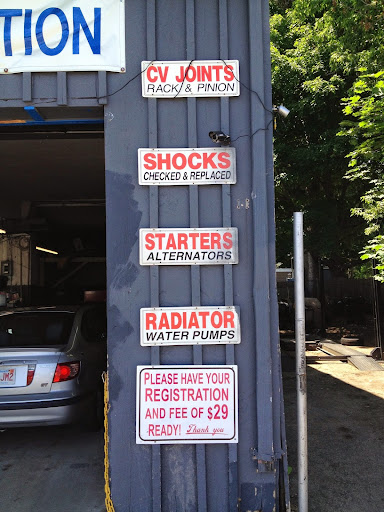 TION
CV JOINTS
RACK & PINION
SHOCKS
CHECKED & REPLACED
STARTERS
ALTERNATORS
RADIATOR
WATER PUMPS
PLEASE HAVE YOUR
REGISTRATION
AND FEE OF $29
READY! Thank you